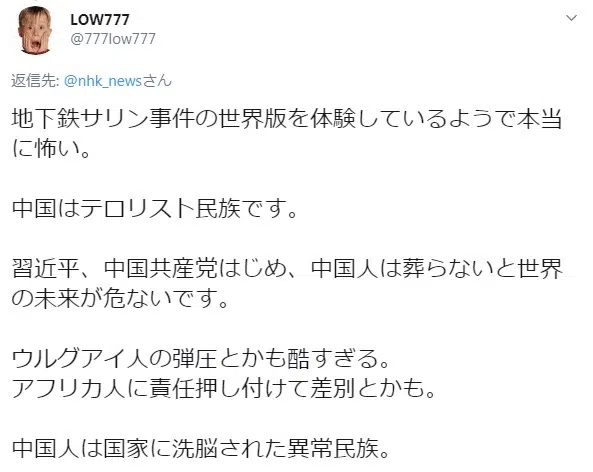 LOW777
@777low777
返信先: @nhk_newsさん
地下鉄サリン事件の世界版を体験しているようで本当
に怖い。
中国はテロリスト民族です。
習近平、中国共産党はじめ、中国人は葬らないと世界
の未来が危ないです。
ウルグアイ人の弾圧とかも酷すぎる。
アフリカ人に責任押し付けて差別とかも。
中国人は国家に洗脳された異常民族。